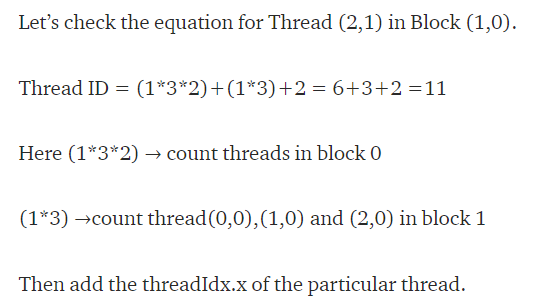 Let’s check the equation for Thread (2,1) in Block (1,0).
Thread ID = (1*3*2)+(1*3)+2 = 6+3+2 =11
Here (1*3*2) → count threads in block 0
(1*3) →count thread(0,0),(1,0) and (2,0) in block 1
Then add the threadIdx.x of the particular thread.